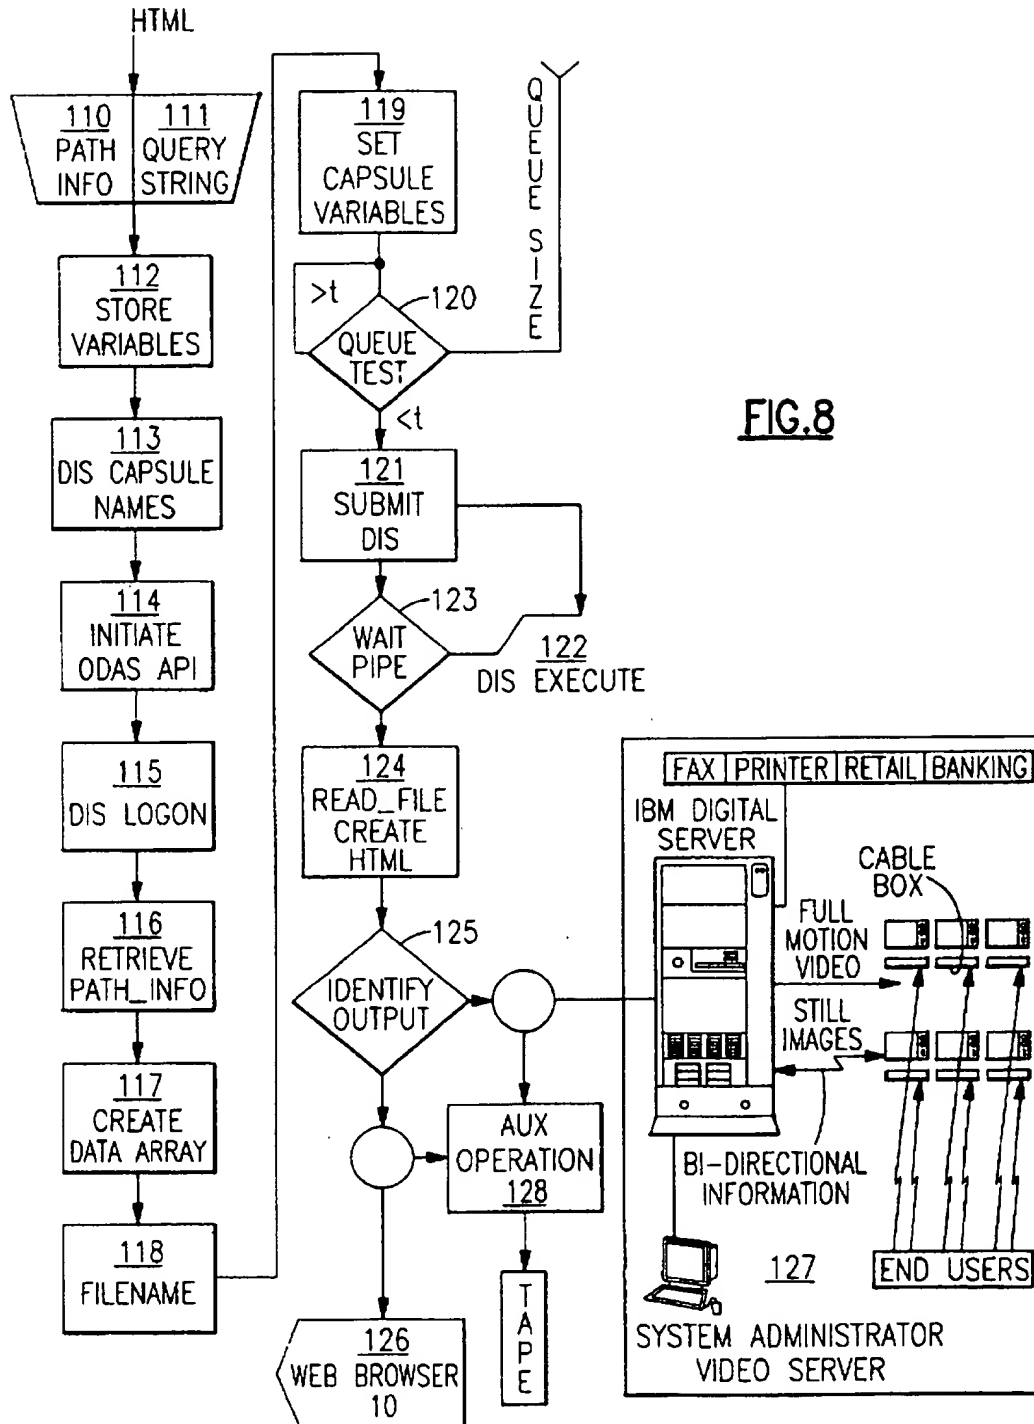 HTML
110
PATH
INFO
111
QUERY
STRING
112
STORE
VARIABLES
113
DIS CAPSULE
NAMES
114
INITIATE
ODAS API
115
DIS LOGON
116
RETRIEVE
PATH_INFO
117
CREATE
DATA ARRAY
118
FILENAME
119
SET
CAPSULE
VARIABLES
QUEUE SIZE
>t
120
QUEUE
TEST
<t
121
SUBMIT
DIS
123
WAIT
PIPE
122
DIS EXECUTE
124
READ_FILE
CREATE
HTML
125
IDENTIFY
OUTPUT
AUX
OPERATION
128
TAPE
126
WEB BROWSER
10
FIG.8
FAX PRINTER RETAIL BANKING
IBM DIGITAL
SERVER
CABLE
BOX
FULL
MOTION
VIDEO
STILL
IMAGES
BI-DIRECTIONAL
INFORMATION
END USERS
127
SYSTEM ADMINISTRATOR
VIDEO SERVER